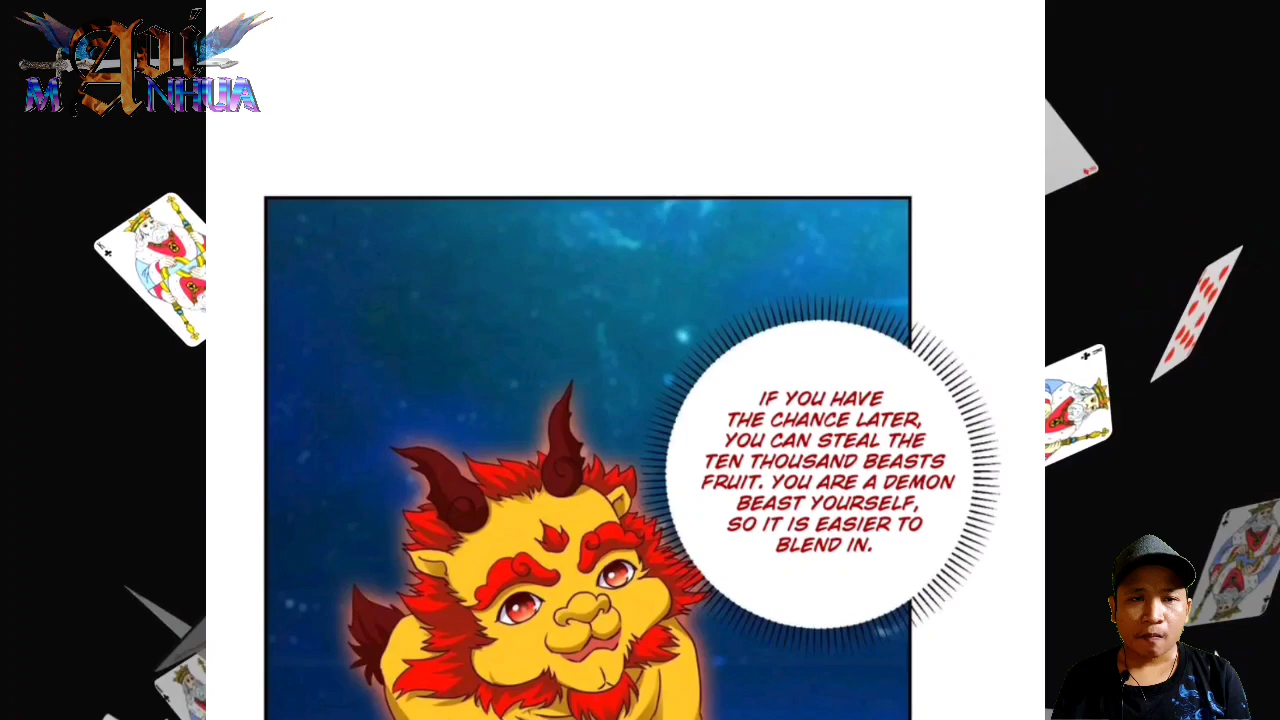 Aoi
MANHUA
IF YOU HAVE
THE CHANCE LATER,
YOU CAN STEAL THE
TEN THOUSAND BEASTS
FRUIT. YOU ARE A DEMON
BEAST YOURSELF,
SO IT IS EASIER TO
BLEND IN.